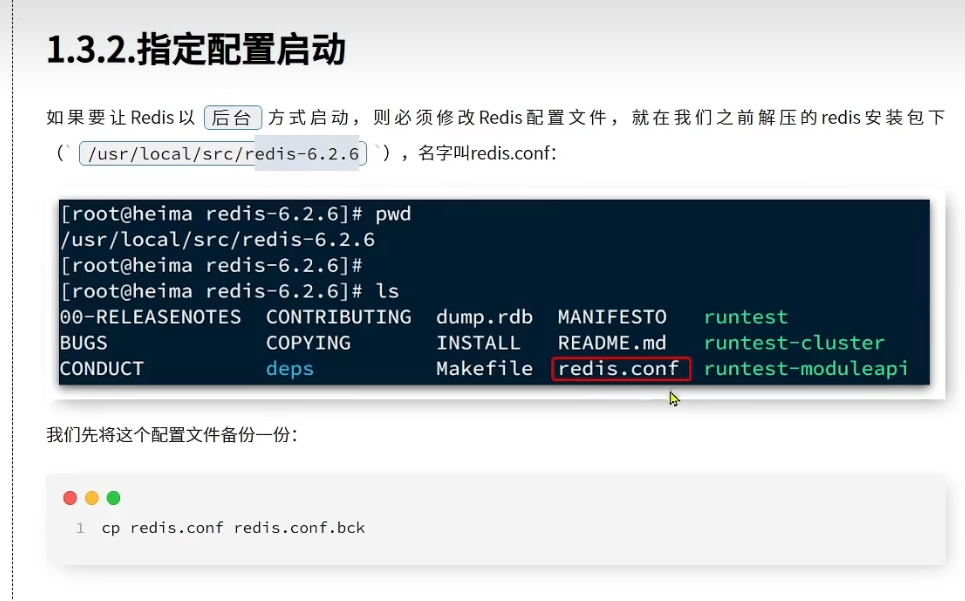 1.3.2.指定配置启动
如果要让Redis以 后台 方式启动，则必须修改Redis配置文件，就在我们之前解压的redis安装包下
（` /usr/local/src/redis-6.2.6 `），名字叫redis.conf：
[root@heima redis-6.2.6]# pwd
/usr/local/src/redis-6.2.6
[root@heima redis-6.2.6]#
[root@heima redis-6.2.6]# ls
00-RELEASENOTES CONTRIBUTING dump.rdb MANIFESTO runtest
BUGS COPYING INSTALL README.md runtest-cluster
CONDUCT deps Makefile redis.conf runtest-moduleapi
我们先将这个配置文件备份一份：
1 cp redis.conf redis.conf.bck